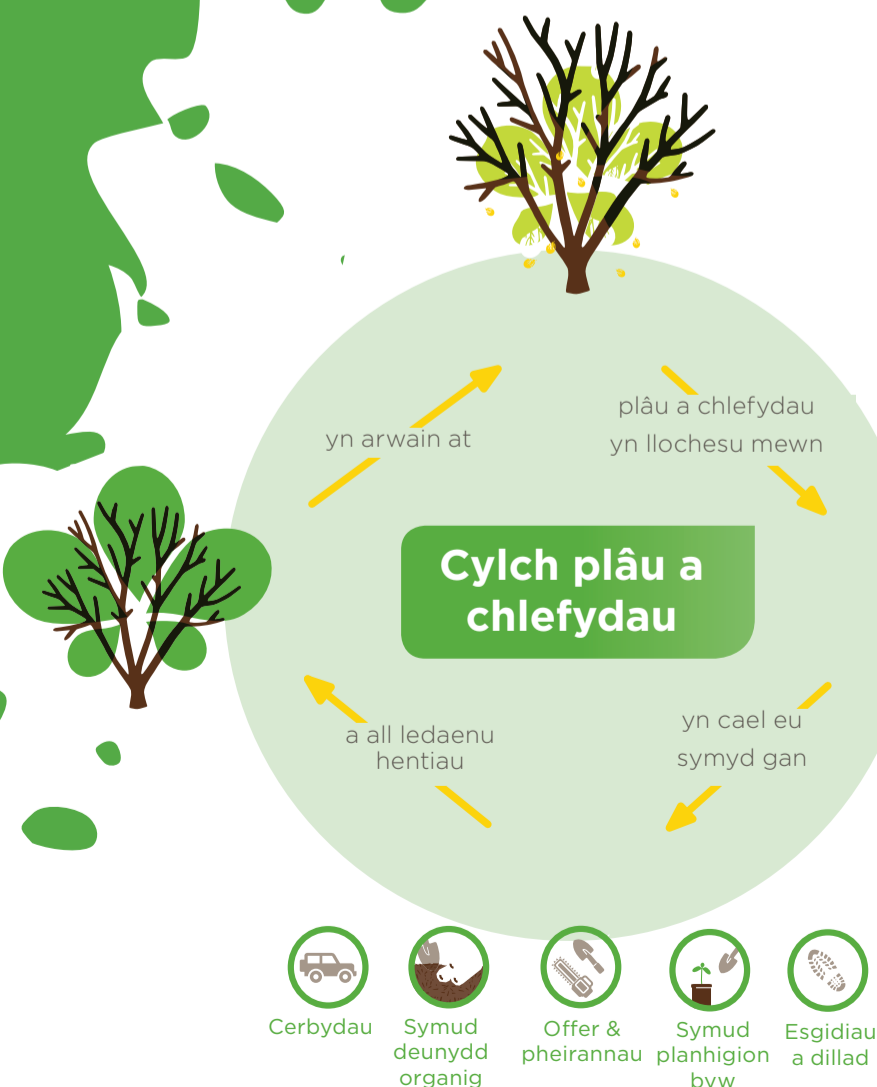 yn arwain at
plâu a chlefydau
yn llochesu mewn
Cylch plâu a
chlefydau
a all ledaenu
hentiau
yn cael eu
symyd gan
Cerbydau
Symud
deunydd
organig
Offer &
pheirannau
Symud
planhigion
byw
Esgidiau
a dillad